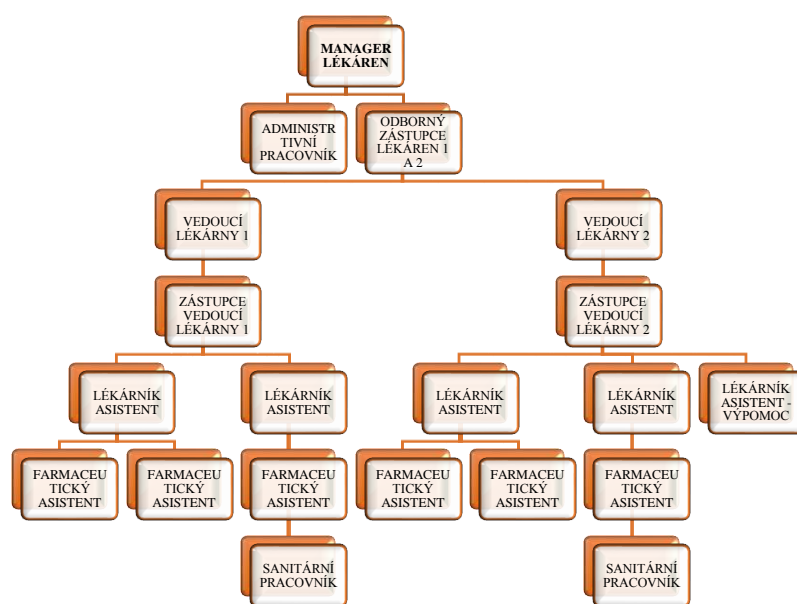 MANAGER
LÉKÁREN
ADMINISTR
TIVNÍ
PRACOVNÍK
ODBORNÝ
ZÁSTUPCE
LÉKÁREN 1
A 2
VEDOUCÍ
LÉKÁRNY 1
VEDOUCÍ
LÉKÁRNY 2
ZÁSTUPCE
VEDOUCÍ
LÉKÁRNY 1
ZÁSTUPCE
VEDOUCÍ
LÉKÁRNY 2
LÉKÁRNÍK
ASISTENT
LÉKÁRNÍK
ASISTENT
LÉKÁRNÍK
ASISTENT
LÉKÁRNÍK
ASISTENT
LÉKÁRNÍK
ASISTENT -
VÝPOMOC
FARMACEU
TICKÝ
ASISTENT
FARMACEU
TICKÝ
ASISTENT
FARMACEU
TICKÝ
ASISTENT
FARMACEU
TICKÝ
ASISTENT
FARMACEU
TICKÝ
ASISTENT
FARMACEU
TICKÝ
ASISTENT
SANITÁRNÍ
PRACOVNÍK
SANITÁRNÍ
PRACOVNÍK